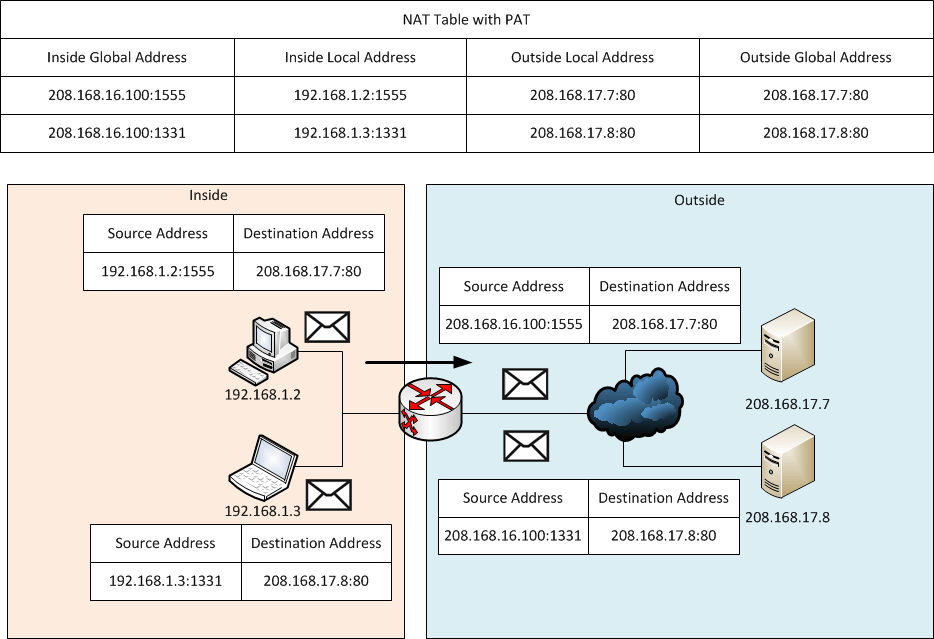 NAT Table with PAT
Inside Global Address Inside Local Address Outside Local Address Outside Global Address
208.168.16.100:1555 192.168.1.2:1555 208.168.17.7:80 208.168.17.7:80
208.168.16.100:1331 192.168.1.3:1331 208.168.17.8:80 208.168.17.8:80
Inside
Source Address Destination Address
192.168.1.2:1555 208.168.17.7:80
192.168.1.2
192.168.1.3
Source Address Destination Address
192.168.1.3:1331 208.168.17.8:80
Outside
Source Address Destination Address
208.168.16.100:1555 208.168.17.7:80
208.168.17.7
208.168.17.8
Source Address Destination Address
208.168.16.100:1331 208.168.17.8:80